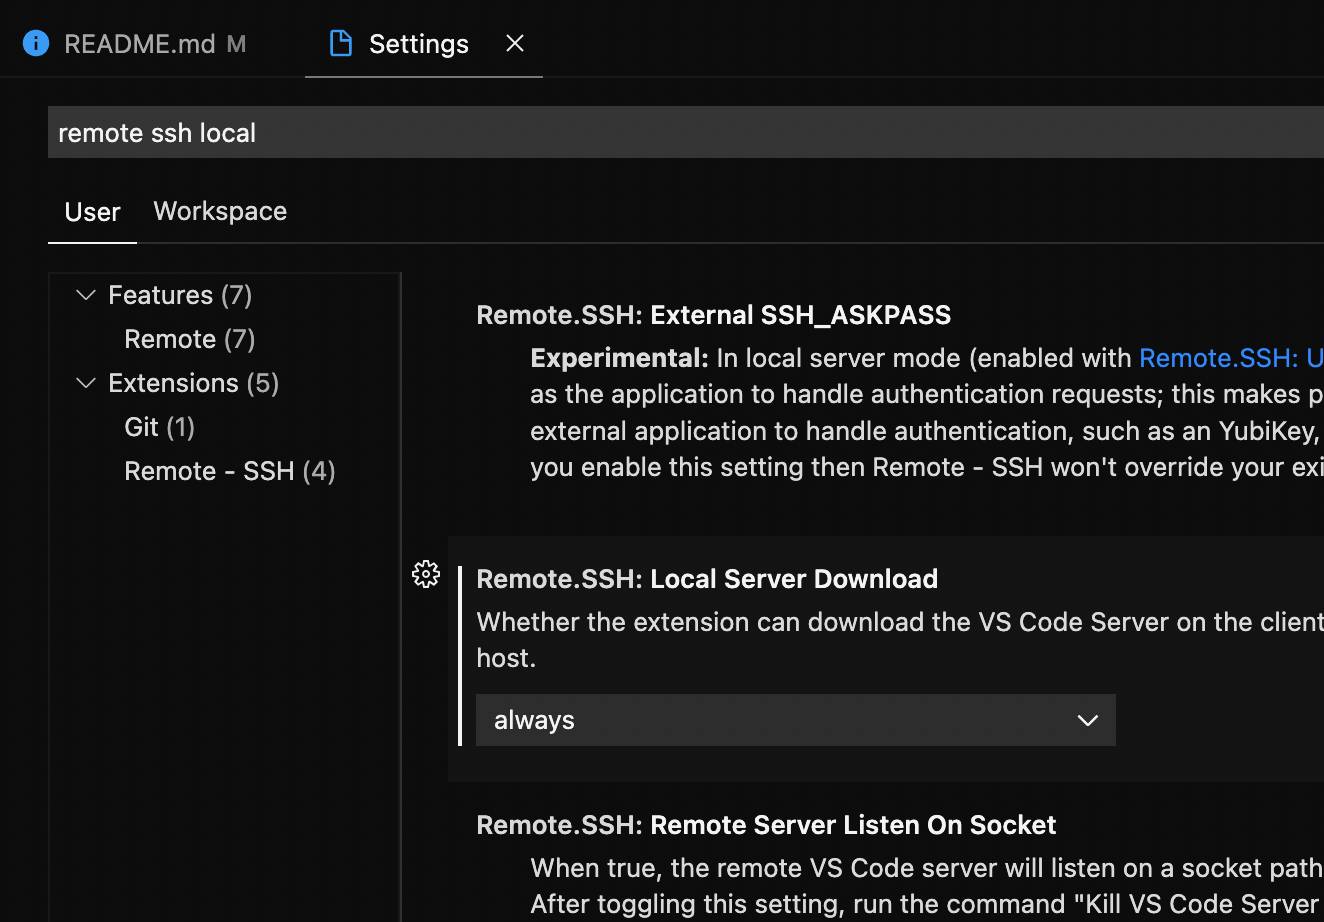 README.md M
Settings
remote ssh local
User
Workspace
Features (7)
Remote (7)
Extensions (5)
Git (1)
Remote - SSH (4)
Remote.SSH: External SSH_ASKPASS
Experimental: In local server mode (enabled with Remote.SSH: U
as the application to handle authentication requests; this makes p
external application to handle authentication, such as an YubiKey,
you enable this setting then Remote - SSH won't override your exi
Remote.SSH: Local Server Download
Whether the extension can download the VS Code Server on the client
host.
always
Remote.SSH: Remote Server Listen On Socket
When true, the remote VS Code server will listen on a socket path
After toggling this setting, run the command "Kill VS Code Server